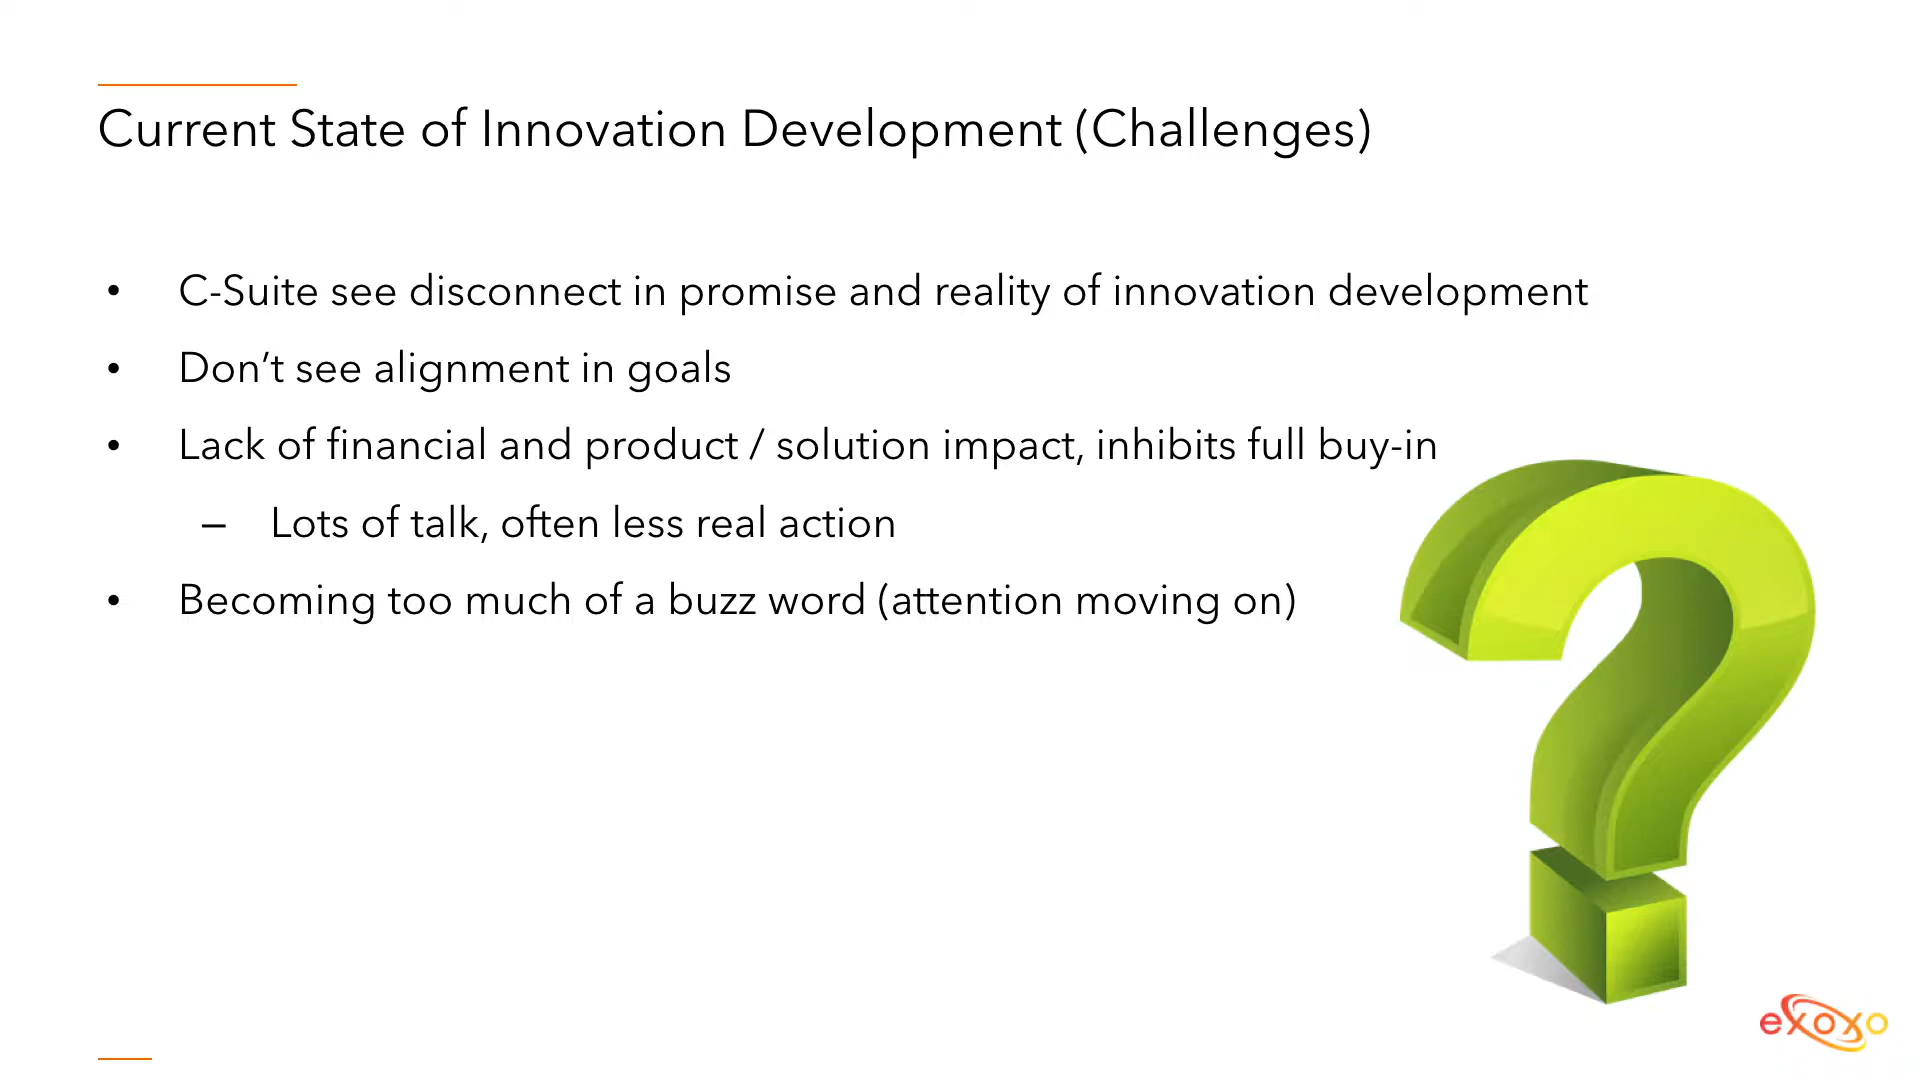 Current State of Innovation Development (Challenges)
• C-Suite see disconnect in promise and reality of innovation development
• Don’t see alignment in goals
• Lack of financial and product / solution impact, inhibits full buy-in
– Lots of talk, often less real action
• Becoming too much of a buzz word (attention moving on)
exoxo